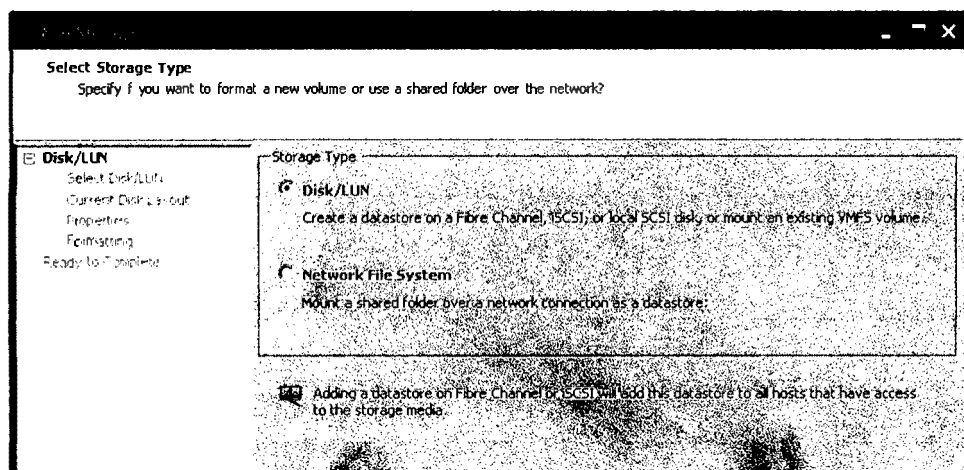 Select Storage Type
Specify f you want to format a new volume or use a shared folder over the network?
Disk/LUN
Select Disk/LUN
Current Disk Layout
Properties
Formatting
Ready to Complete
Storage Type
Disk/LUN
Create a datastore on a Fibre Channel, iSCSI, or local SCSI disk, or mount an existing VMFS volume.
Network File System
Mount a shared folder over a network connection as a datastore.
Adding a datastore on Fibre Channel or iSCSI will add this datastore to all hosts that have access
to the storage media.